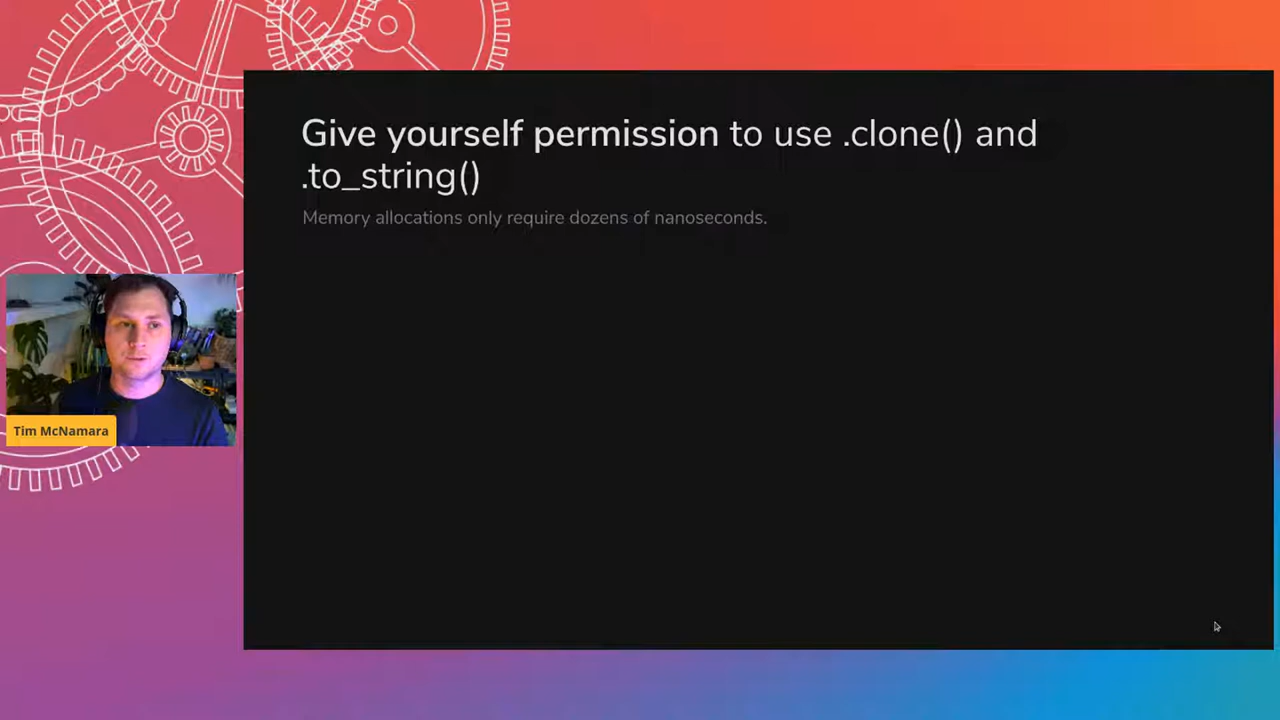 Give yourself permission to use .clone() and
.to_string()
Memory allocations only require dozens of nanoseconds.
Tim McNamara